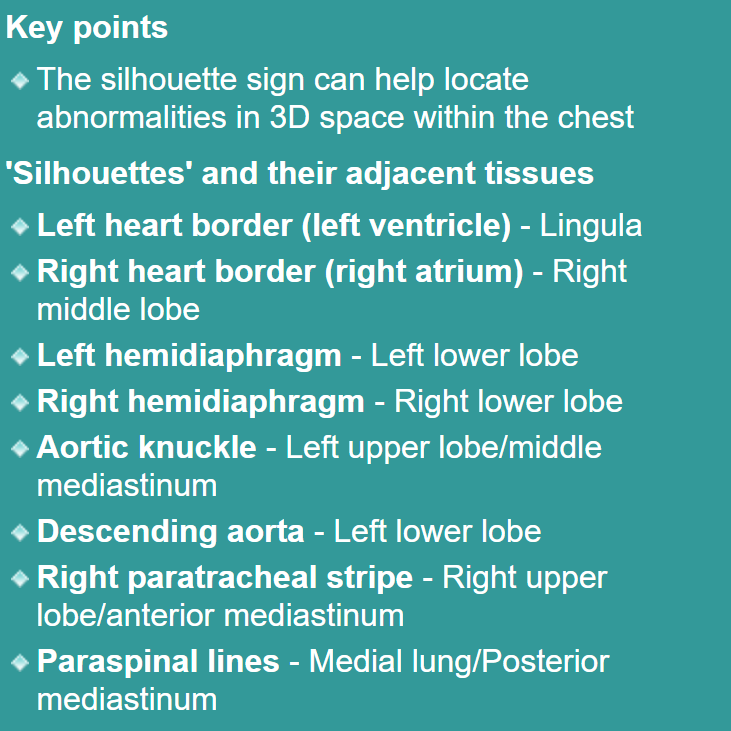 Key points
The silhouette sign can help locate
abnormalities in 3D space within the chest
'Silhouettes' and their adjacent tissues
Left heart border (left ventricle) - Lingula
Right heart border (right atrium) - Right
middle lobe
Left hemidiaphragm - Left lower lobe
Right hemidiaphragm - Right lower lobe
Aortic knuckle - Left upper lobe/middle
mediastinum
Descending aorta - Left lower lobe
Right paratracheal stripe - Right upper
lobe/anterior mediastinum
Paraspinal lines - Medial lung/Posterior
mediastinum